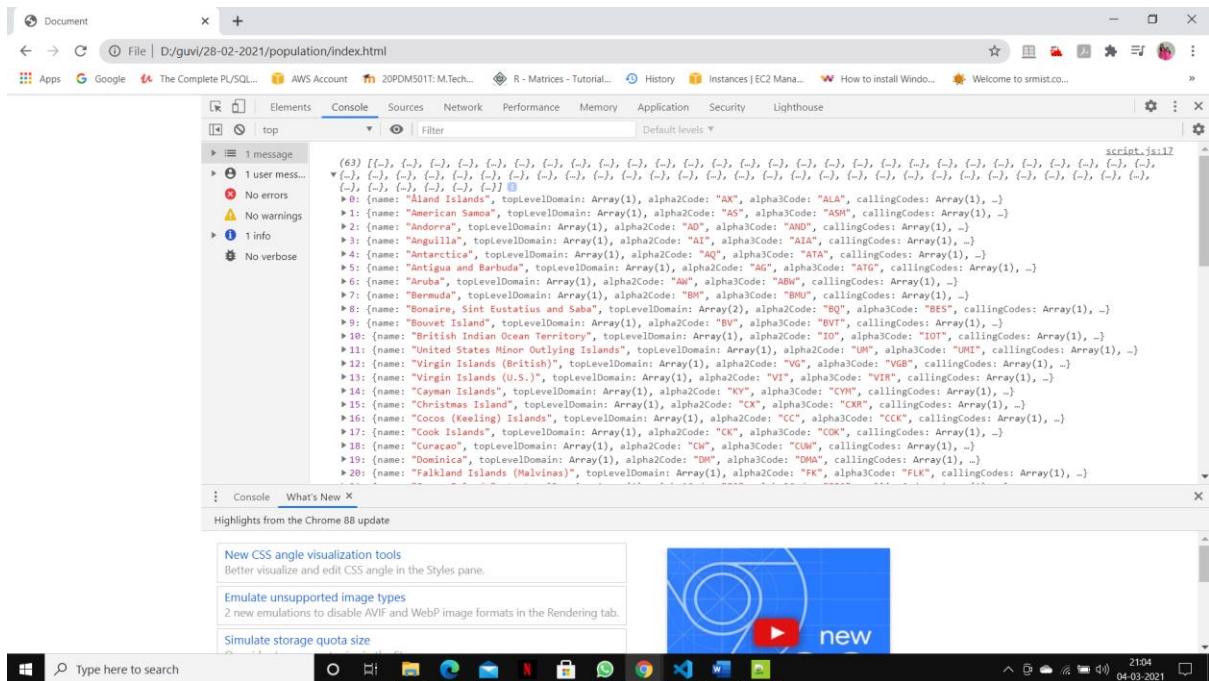 Document
File | D:/guvi/28-02-2021/population/index.html
Apps Google The Complete PL/SQL... AWS Account 20PDM501T: M.Tech... R - Matrices - Tutorial... History Instances | EC2 Mana... How to install Windo... Welcome to srmist.co... »
Elements Console Sources Network Performance Memory Application Security Lighthouse
top Filter Default levels ▼
1 message
1 user mess...
No errors
No warnings
1 info
No verbose
script.js:17
(63) [{…}, {…}, {…}, {…}, {…}, {…}, {…}, {…}, {…}, {…}, {…}, {…}, {…}, {…}, {…}, {…}, {…}, {…}, {…}, {…}, {…}, {…}, {…}, {…}, {…}, {…}, {…}, {…}, {…},
{…}, {…}, {…}, {…}, {…}, {…}, {…}, {…}, {…}, {…}, {…}, {…}, {…}, {…}, {…}, {…}, {…}, {…}, {…}, {…}, {…}, {…}, {…}, {…}, {…}, {…}, {…}, {…}, {…},
{…}, {…}, {…}, {…}, {…}]
0: {name: "Åland Islands", topLevelDomain: Array(1), alpha2Code: "AX", alpha3Code: "ALA", callingCodes: Array(1), …}
1: {name: "American Samoa", topLevelDomain: Array(1), alpha2Code: "AS", alpha3Code: "ASM", callingCodes: Array(1), …}
2: {name: "Andorra", topLevelDomain: Array(1), alpha2Code: "AD", alpha3Code: "AND", callingCodes: Array(1), …}
3: {name: "Anguilla", topLevelDomain: Array(1), alpha2Code: "AI", alpha3Code: "AIA", callingCodes: Array(1), …}
4: {name: "Antarctica", topLevelDomain: Array(1), alpha2Code: "AQ", alpha3Code: "ATA", callingCodes: Array(1), …}
5: {name: "Antigua and Barbuda", topLevelDomain: Array(1), alpha2Code: "AG", alpha3Code: "ATG", callingCodes: Array(1), …}
6: {name: "Aruba", topLevelDomain: Array(1), alpha2Code: "AW", alpha3Code: "ABW", callingCodes: Array(1), …}
7: {name: "Bermuda", topLevelDomain: Array(1), alpha2Code: "BM", alpha3Code: "BMU", callingCodes: Array(1), …}
8: {name: "Bonaire, Sint Eustatius and Saba", topLevelDomain: Array(2), alpha2Code: "BQ", alpha3Code: "BES", callingCodes: Array(1), …}
9: {name: "Bouvet Island", topLevelDomain: Array(1), alpha2Code: "BV", alpha3Code: "BVT", callingCodes: Array(1), …}
10: {name: "British Indian Ocean Territory", topLevelDomain: Array(1), alpha2Code: "IO", alpha3Code: "IOT", callingCodes: Array(1), …}
11: {name: "United States Minor Outlying Islands", topLevelDomain: Array(1), alpha2Code: "UM", alpha3Code: "UMI", callingCodes: Array(1), …}
12: {name: "Virgin Islands (British)", topLevelDomain: Array(1), alpha2Code: "VG", alpha3Code: "VGB", callingCodes: Array(1), …}
13: {name: "Virgin Islands (U.S.)", topLevelDomain: Array(1), alpha2Code: "VI", alpha3Code: "VIR", callingCodes: Array(1), …}
14: {name: "Cayman Islands", topLevelDomain: Array(1), alpha2Code: "KY", alpha3Code: "CYM", callingCodes: Array(1), …}
15: {name: "Christmas Island", topLevelDomain: Array(1), alpha2Code: "CX", alpha3Code: "CXR", callingCodes: Array(1), …}
16: {name: "Cocos (Keeling) Islands", topLevelDomain: Array(1), alpha2Code: "CC", alpha3Code: "CCK", callingCodes: Array(1), …}
17: {name: "Cook Islands", topLevelDomain: Array(1), alpha2Code: "CK", alpha3Code: "COK", callingCodes: Array(1), …}
18: {name: "Curaçao", topLevelDomain: Array(1), alpha2Code: "CW", alpha3Code: "CUW", callingCodes: Array(1), …}
19: {name: "Dominica", topLevelDomain: Array(1), alpha2Code: "DM", alpha3Code: "DMA", callingCodes: Array(1), …}
20: {name: "Falkland Islands (Malvinas)", topLevelDomain: Array(1), alpha2Code: "FK", alpha3Code: "FLK", callingCodes: Array(1), …}
Console What's New
Highlights from the Chrome 88 update
New CSS angle visualization tools
Better visualize and edit CSS angle in the Styles pane.
Emulate unsupported image types
2 new emulations to disable AVIF and WebP image formats in the Rendering tab.
Simulate storage quota size
new
Type here to search
21:04
04-03-2021